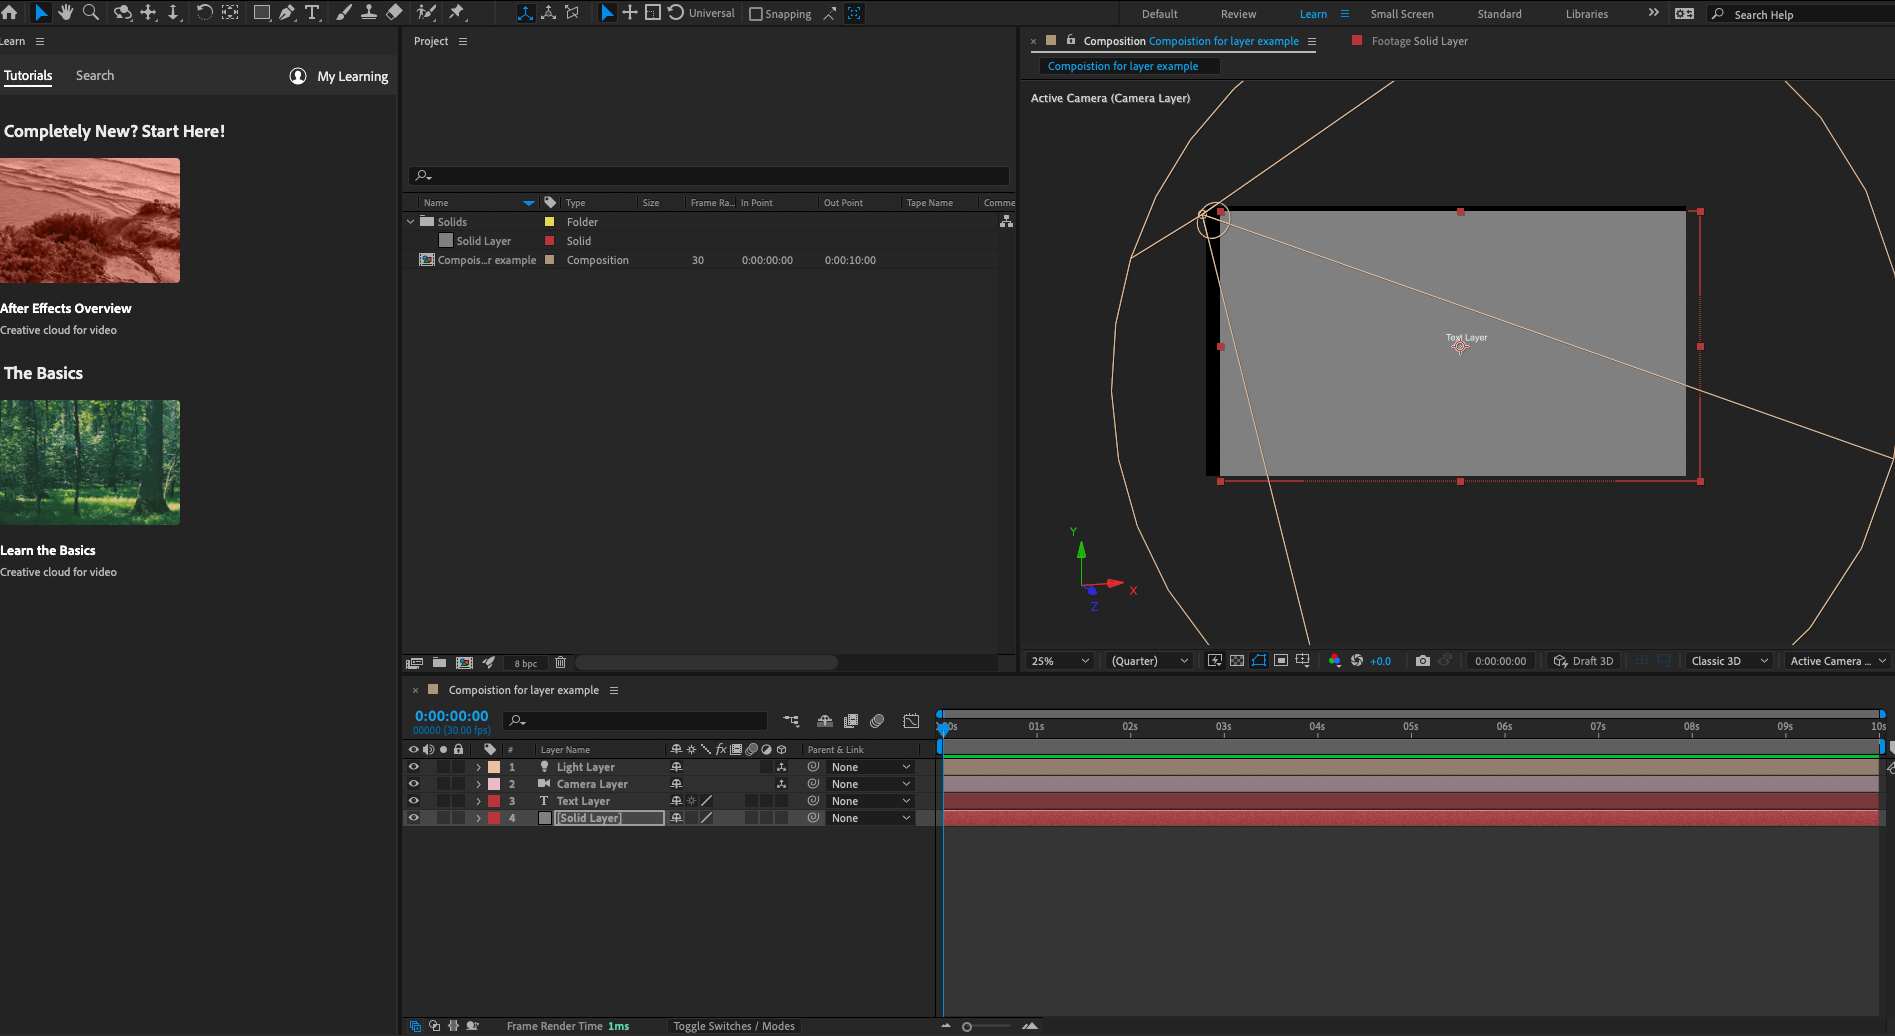 Universal
Snapping
Default
Review
Learn
Small Screen
Standard
Libraries
Search Help
Learn
Tutorials
Search
My Learning
Completely New? Start Here!
After Effects Overview
Creative cloud for video
The Basics
Learn the Basics
Creative cloud for video
Project
Name Type Size Frame Ra... In Point Out Point Tape Name Comme
Solids Folder
Solid Layer Solid
Compois...r example Composition 30 0:00:00:00 0:00:10:00
8 bpc
Composition Compoistion for layer example
Footage Solid Layer
Compoistion for layer example
Active Camera (Camera Layer)
Text Layer
Y
X
Z
25% (Quarter) +0.0 0:00:00:00 Draft 3D Classic 3D Active Camera ...
Compoistion for layer example
0:00:00:00
00000 (30.00 fps)
00s 01s 02s 03s 04s 05s 06s 07s 08s 09s 10s
# Layer Name fx Parent & Link
1 Light Layer None
2 Camera Layer None
3 T Text Layer None
4 [Solid Layer] None
Frame Render Time 1ms
Toggle Switches / Modes